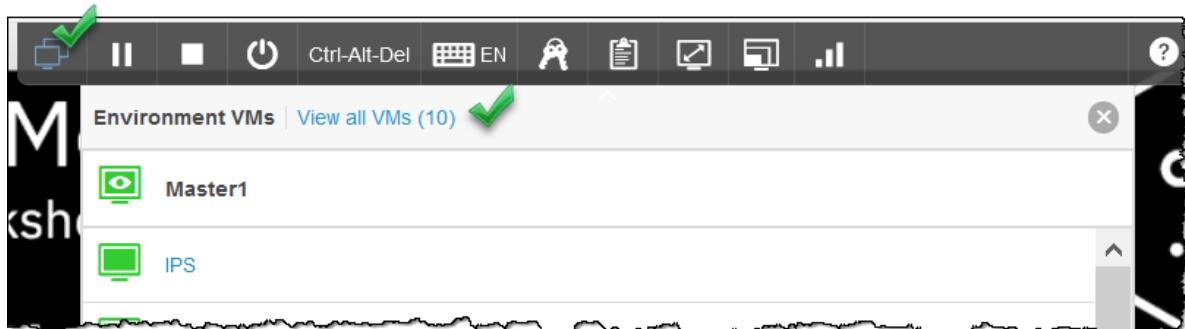 Ctrl-Alt-Del EN ?
Environment VMs View all VMs (10)
Master1
IPS